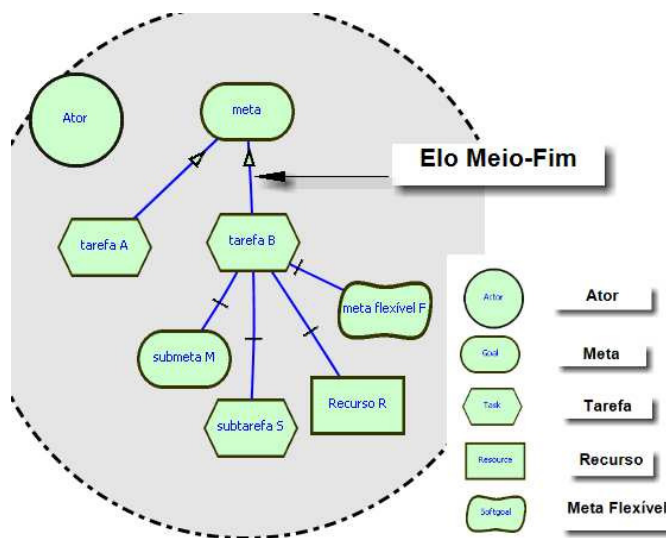 Ator
meta
Elo Meio-Fim
tarefa A
tarefa B
meta flexível F
submeta M
subtarefa S
Recurso R
Actor
Ator
Goal
Meta
Task
Tarefa
Resource
Recurso
Softgoal
Meta Flexível